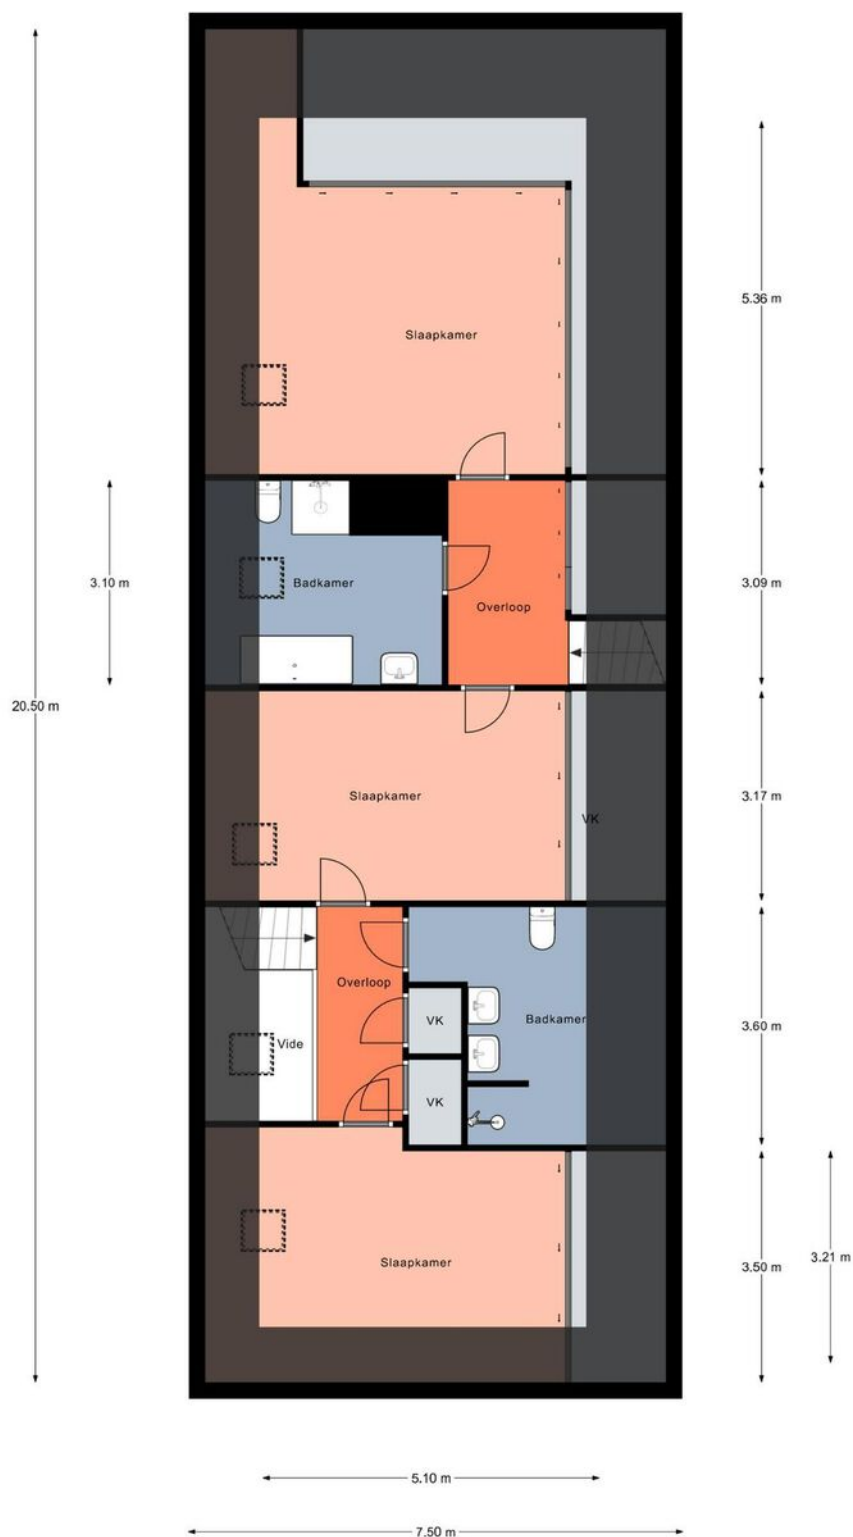 5.36 m
Slaapkamer
3.10 m
Badkamer
3.09 m
Overloop
20.50 m
Slaapkamer
3.17 m
VK
Overloop
VK
Badkamer
3.60 m
Vide
VK
Slaapkamer
3.50 m
3.21 m
5.10 m
7.50 m